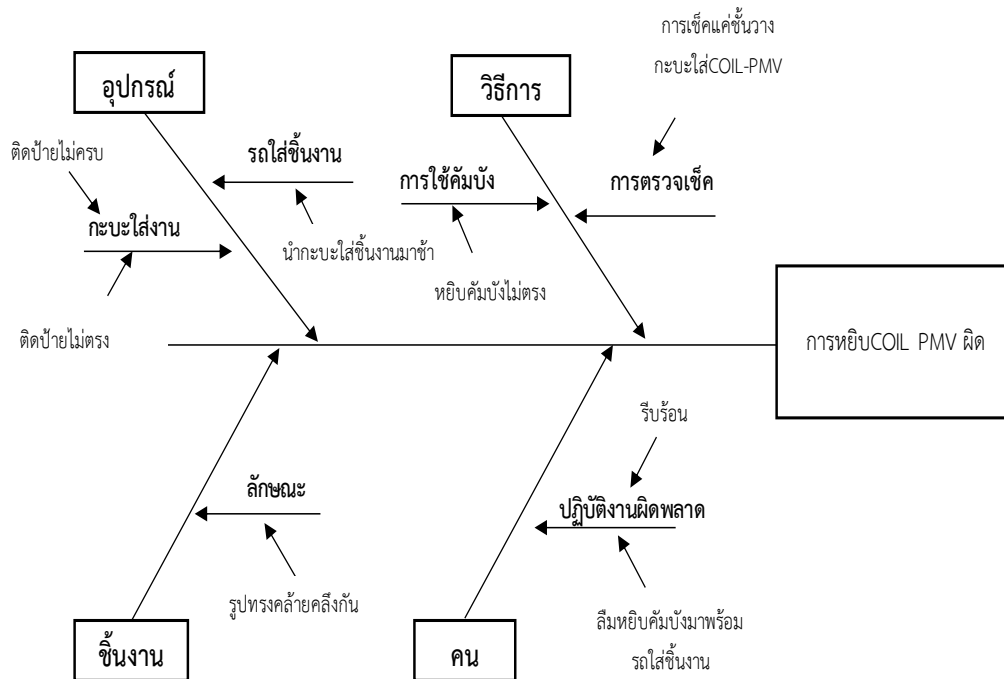 การเช็คแค่ชั้นวาง
กะบะใส่COIL-PMV
อุปกรณ์
วิธีการ
ติดป้ายไม่ครบ
รถใส่ชิ้นงาน
การใช้คัมบัง
การตรวจเช็ค
กะบะใส่งาน
นำกะบะใส่ชิ้นงานมาช้า
หยิบคัมบังไม่ตรง
ติดป้ายไม่ตรง
การหยิบCOIL PMV ผิด
รีบร้อน
ลักษณะ
ปฏิบัติงานผิดพลาด
รูปทรงคล้ายคลึงกัน
ลืมหยิบคัมบังมาพร้อม
รถใส่ชิ้นงาน
ชิ้นงาน
คน